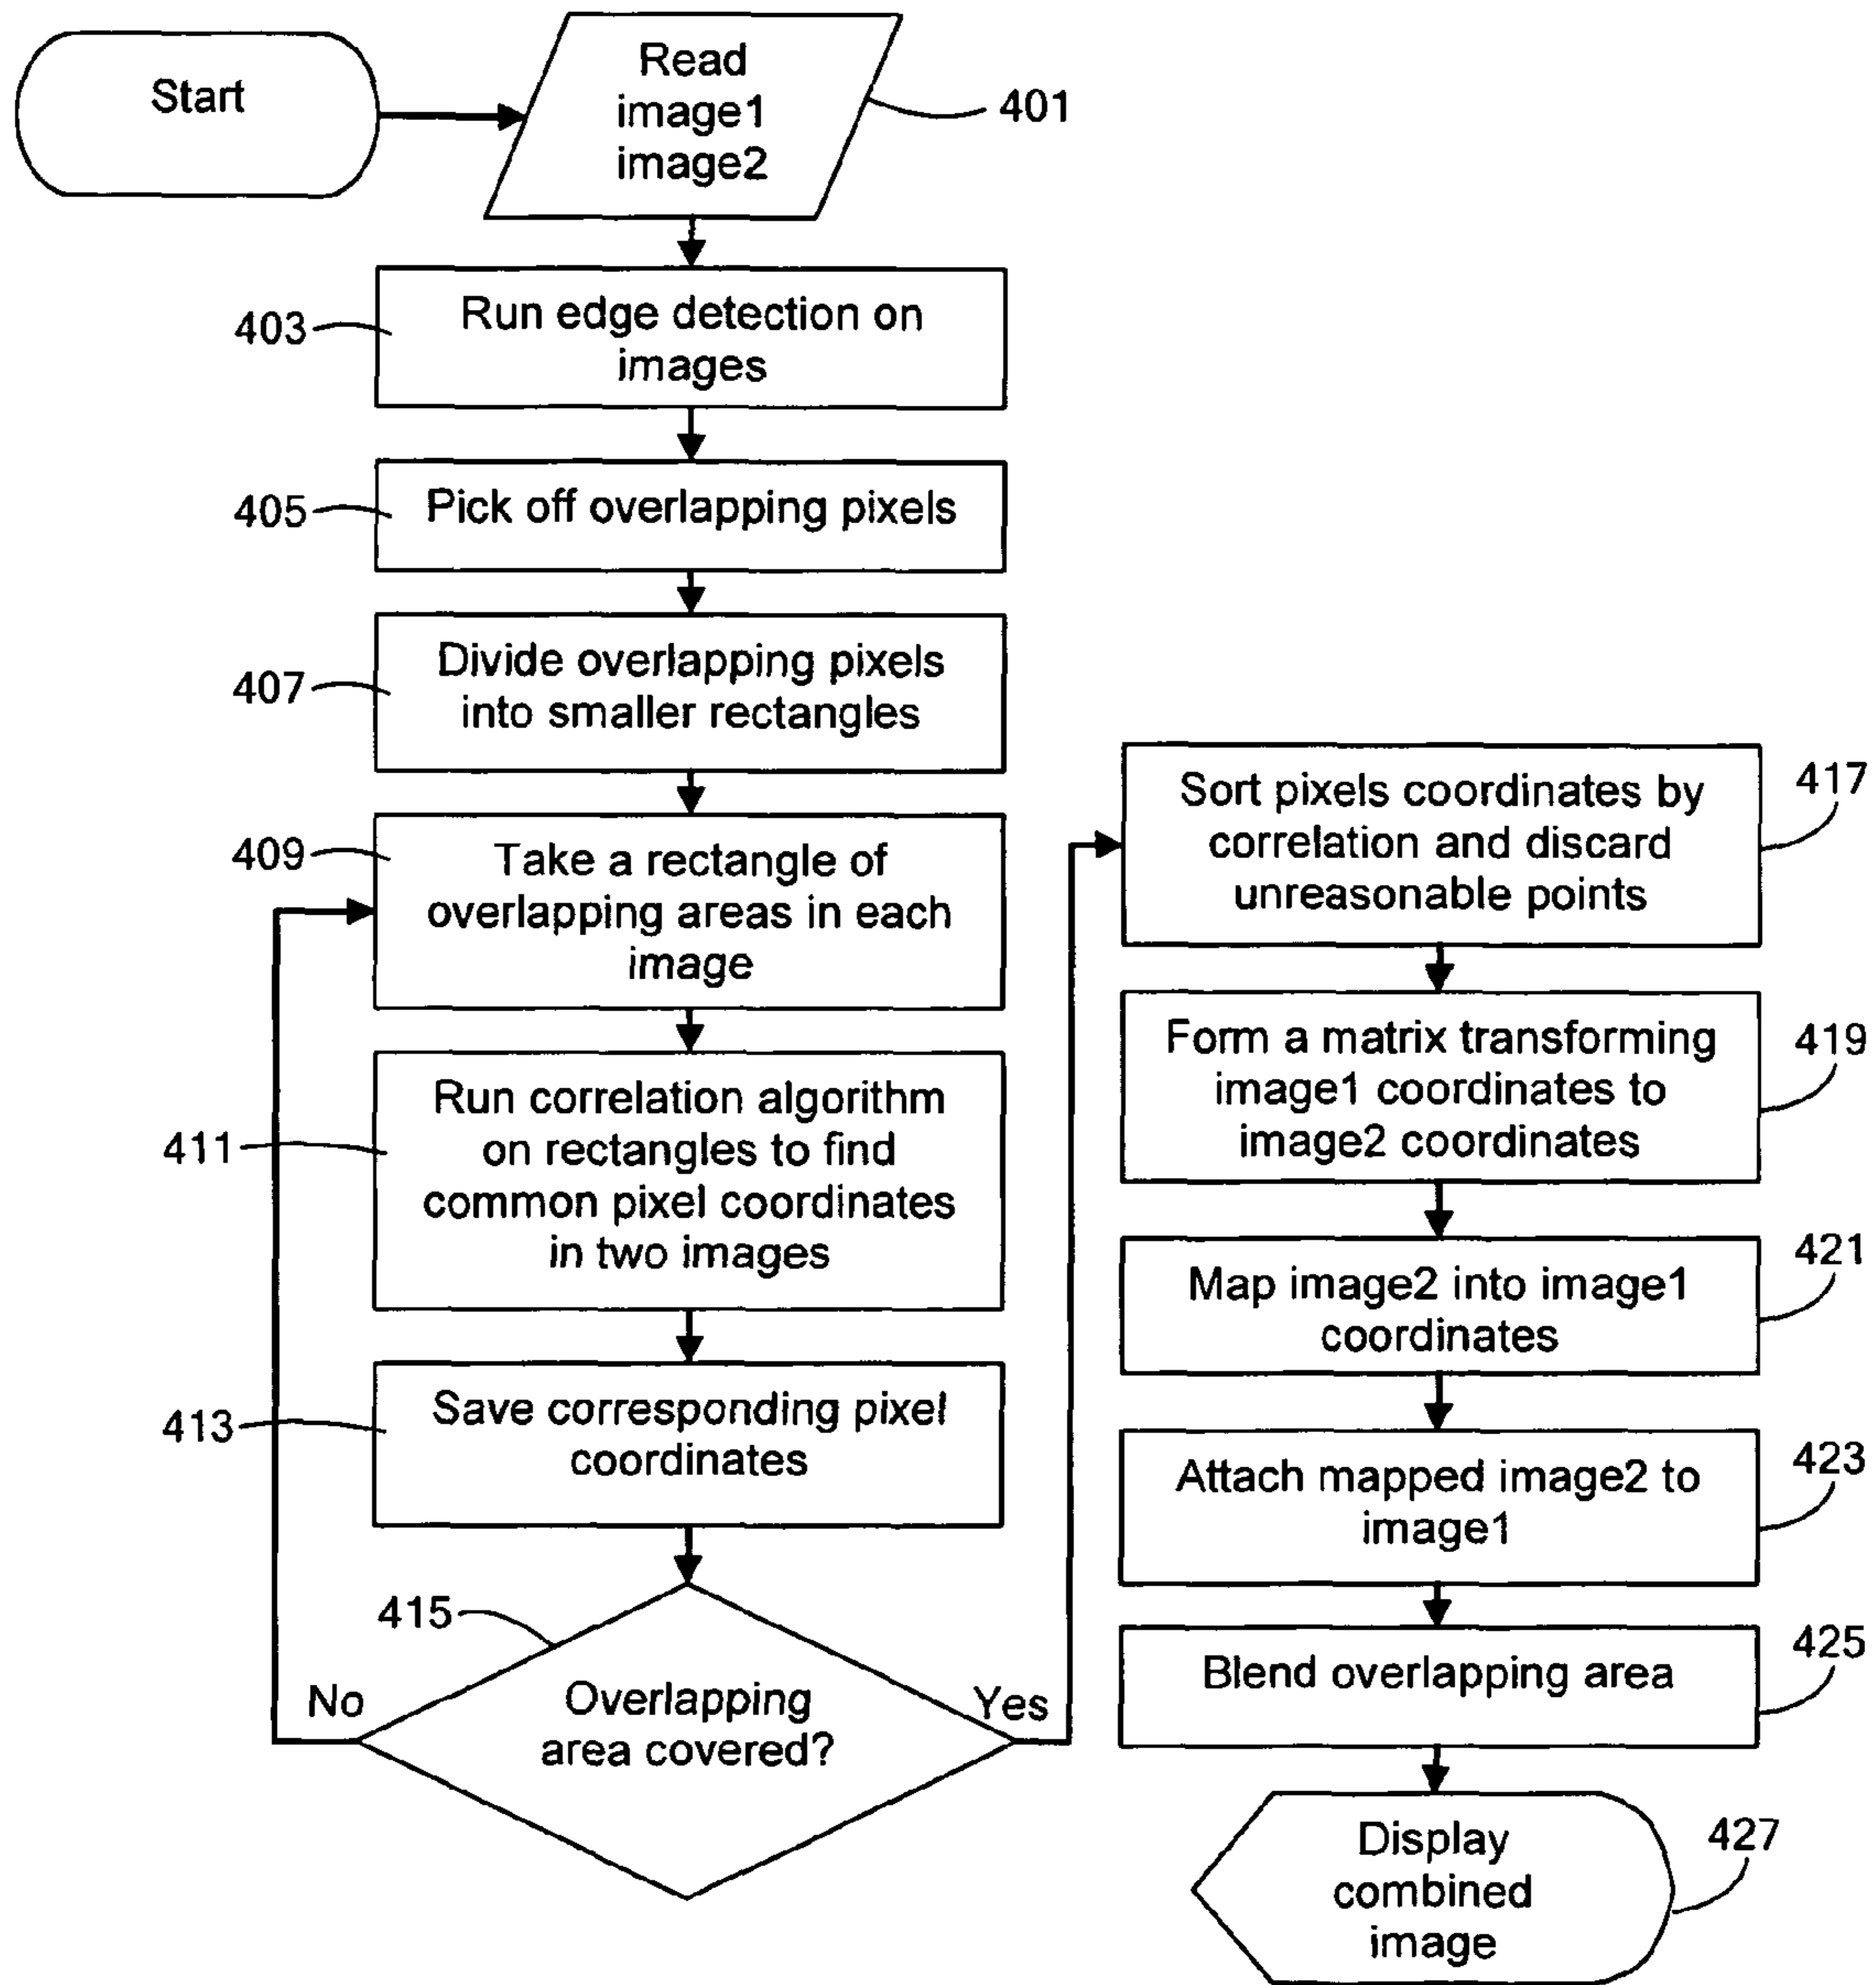 Start
Read
image1
image2
401
403
Run edge detection on
images
405
Pick off overlapping pixels
407
Divide overlapping pixels
into smaller rectangles
409
Take a rectangle of
overlapping areas in each
image
411
Run correlation algorithm
on rectangles to find
common pixel coordinates
in two images
413
Save corresponding pixel
coordinates
415
Overlapping
area covered?
No
Yes
Sort pixels coordinates by
correlation and discard
unreasonable points
417
Form a matrix transforming
image1 coordinates to
image2 coordinates
419
Map image2 into image1
coordinates
421
Attach mapped image2 to
image1
423
Blend overlapping area
425
Display
combined
image
427